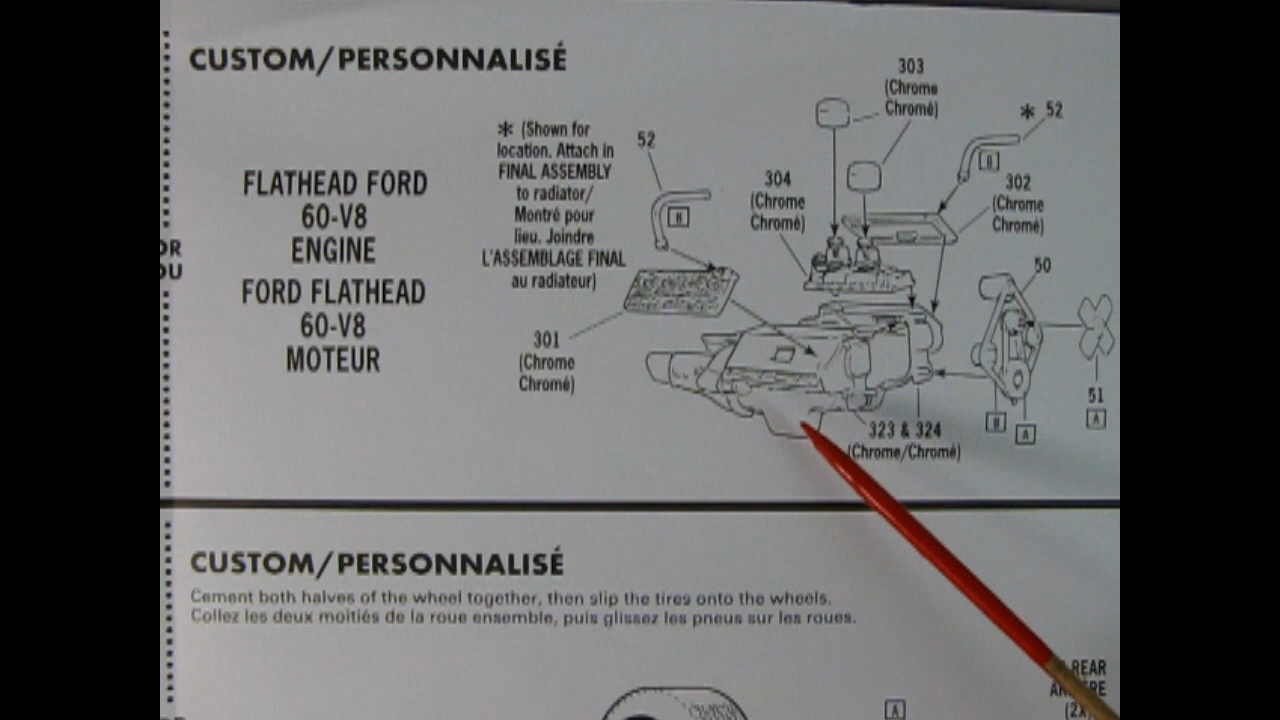 CUSTOM/PERSONNALISÉ
FLATHEAD FORD
60-V8
ENGINE
FORD FLATHEAD
60-V8
MOTEUR
* (Shown for
location. Attach in
FINAL ASSEMBLY
to radiator/
Montré pour
lieu. Joindre
L'ASSEMBLAGE FINAL
au radiateur)
52
H
301
(Chrome
Chromé)
303
(Chrome
Chromé)
304
(Chrome
Chromé)
* 52
302
(Chrome
Chromé)
50
51
A
A
323 & 324
(Chrome/Chromé)
OR
OU
CUSTOM/PERSONNALISÉ
Cement both halves of the wheel together, then slip the tires onto the wheels.
Collez les deux moitiés de la roue ensemble, puis glissez les pneus sur les roues.
A
REAR
(2X)